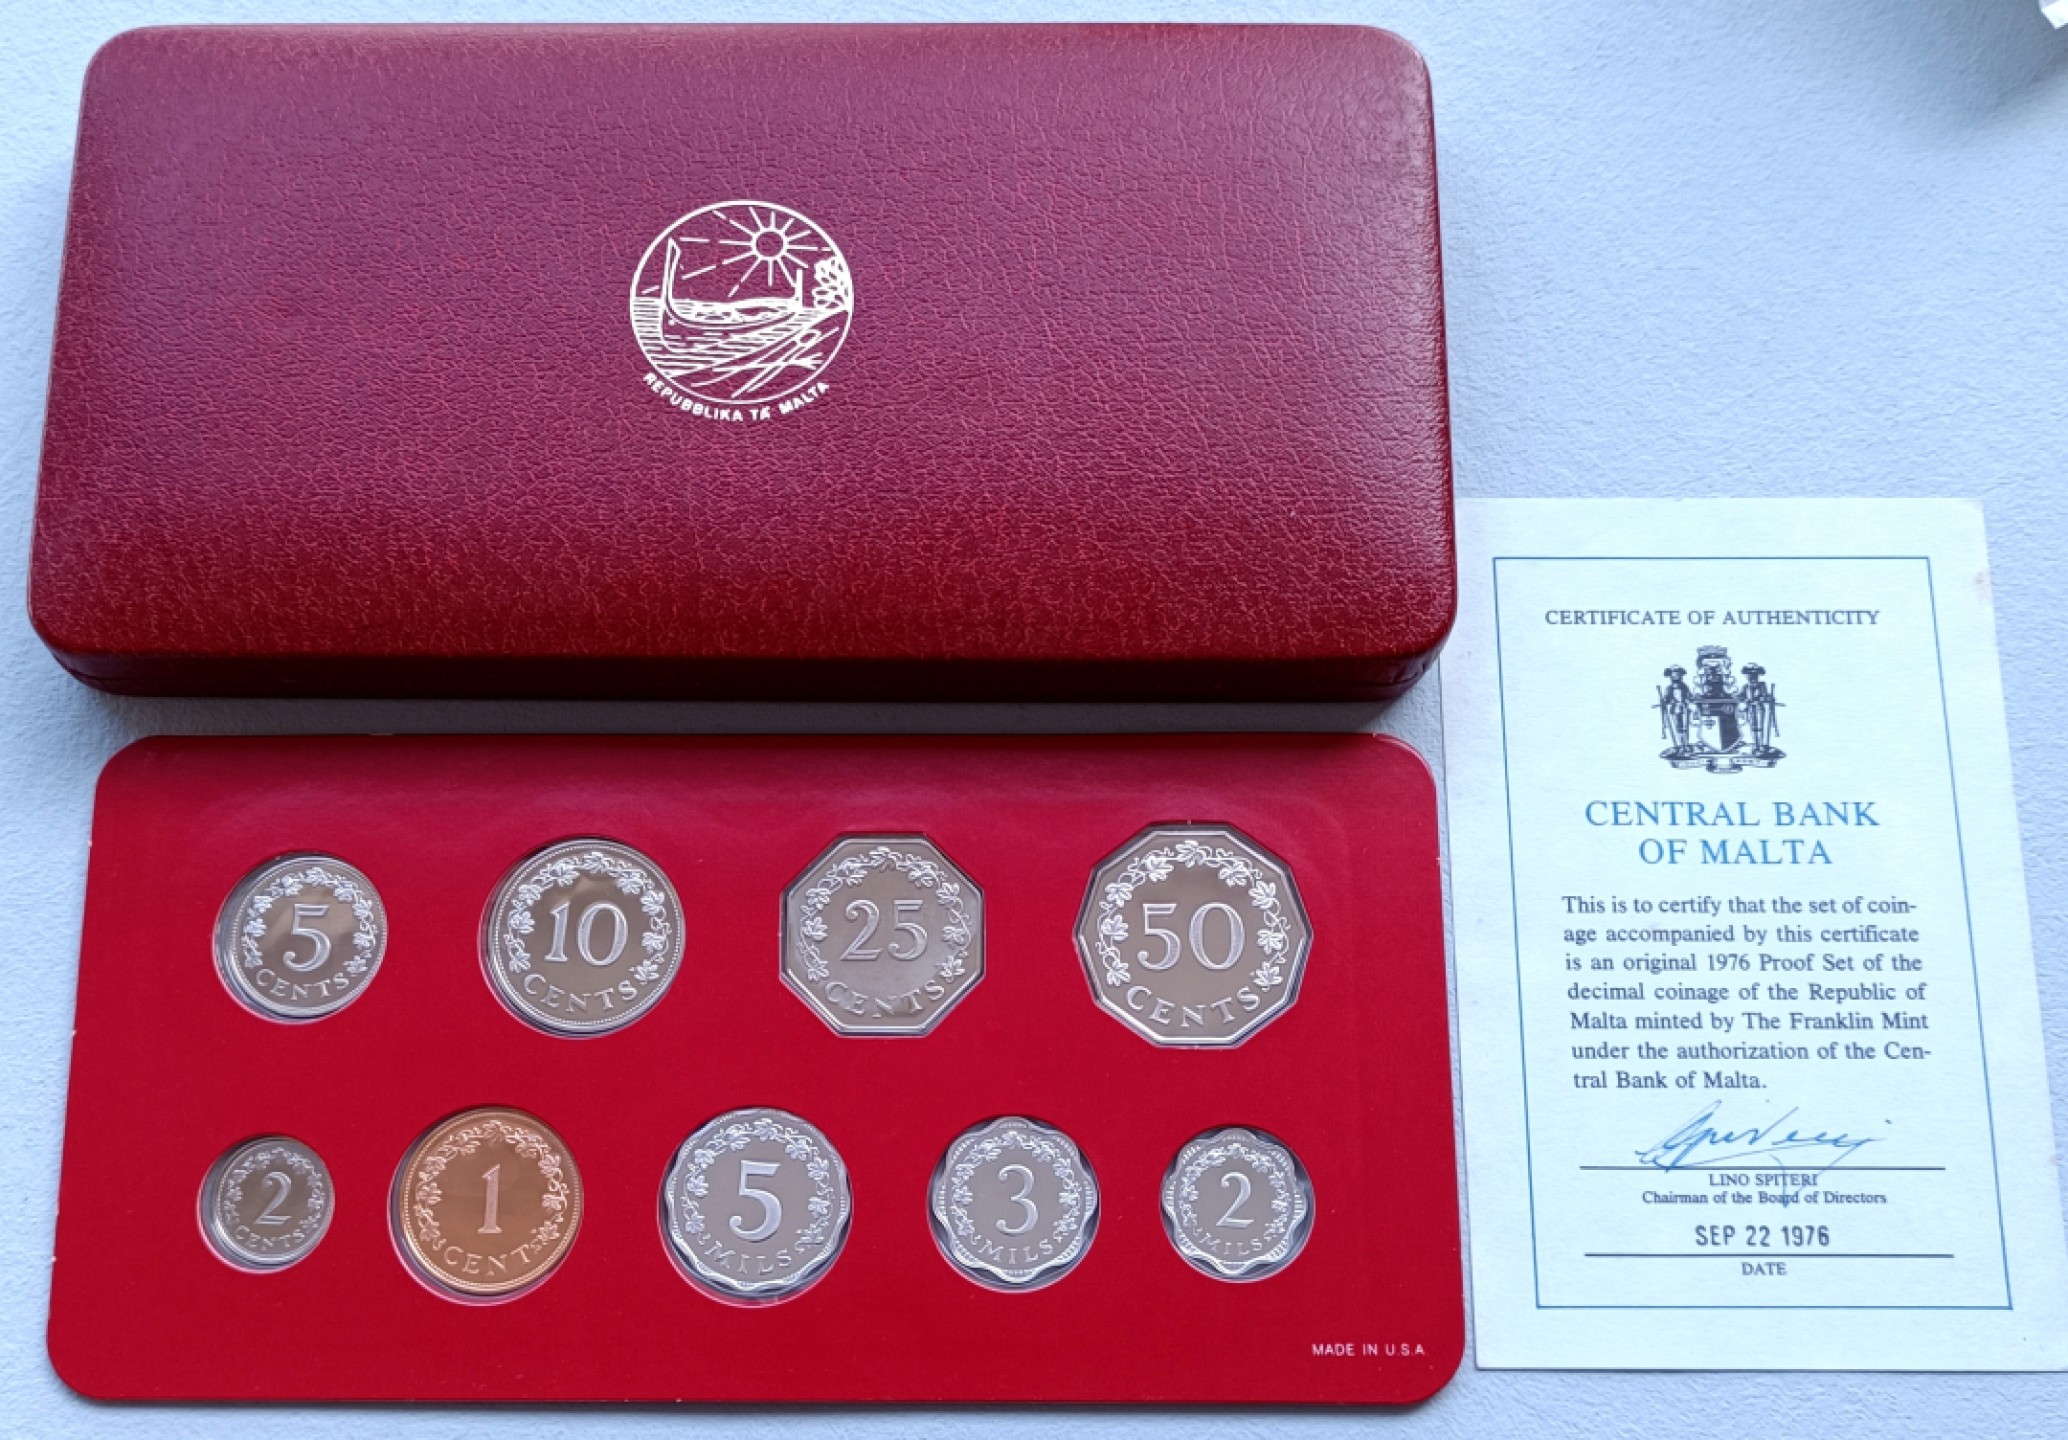 REPUBBLIKA TA' MALTA
5
CENTS
10
CENTS
25
CENTS
50
CENTS
2
CENTS
1
CENT
5
MILS
3
MILS
2
MILS
MADE IN U.S.A.
CERTIFICATE OF AUTHENTICITY
CENTRAL BANK
OF MALTA
This is to certify that the set of coin-
age accompanied by this certificate
is an original 1976 Proof Set of the
decimal coinage of the Republic of
Malta minted by The Franklin Mint
under the authorization of the Cen-
tral Bank of Malta.
LINO SPITERI
Chairman of the Board of Directors
SEP 22 1976
DATE